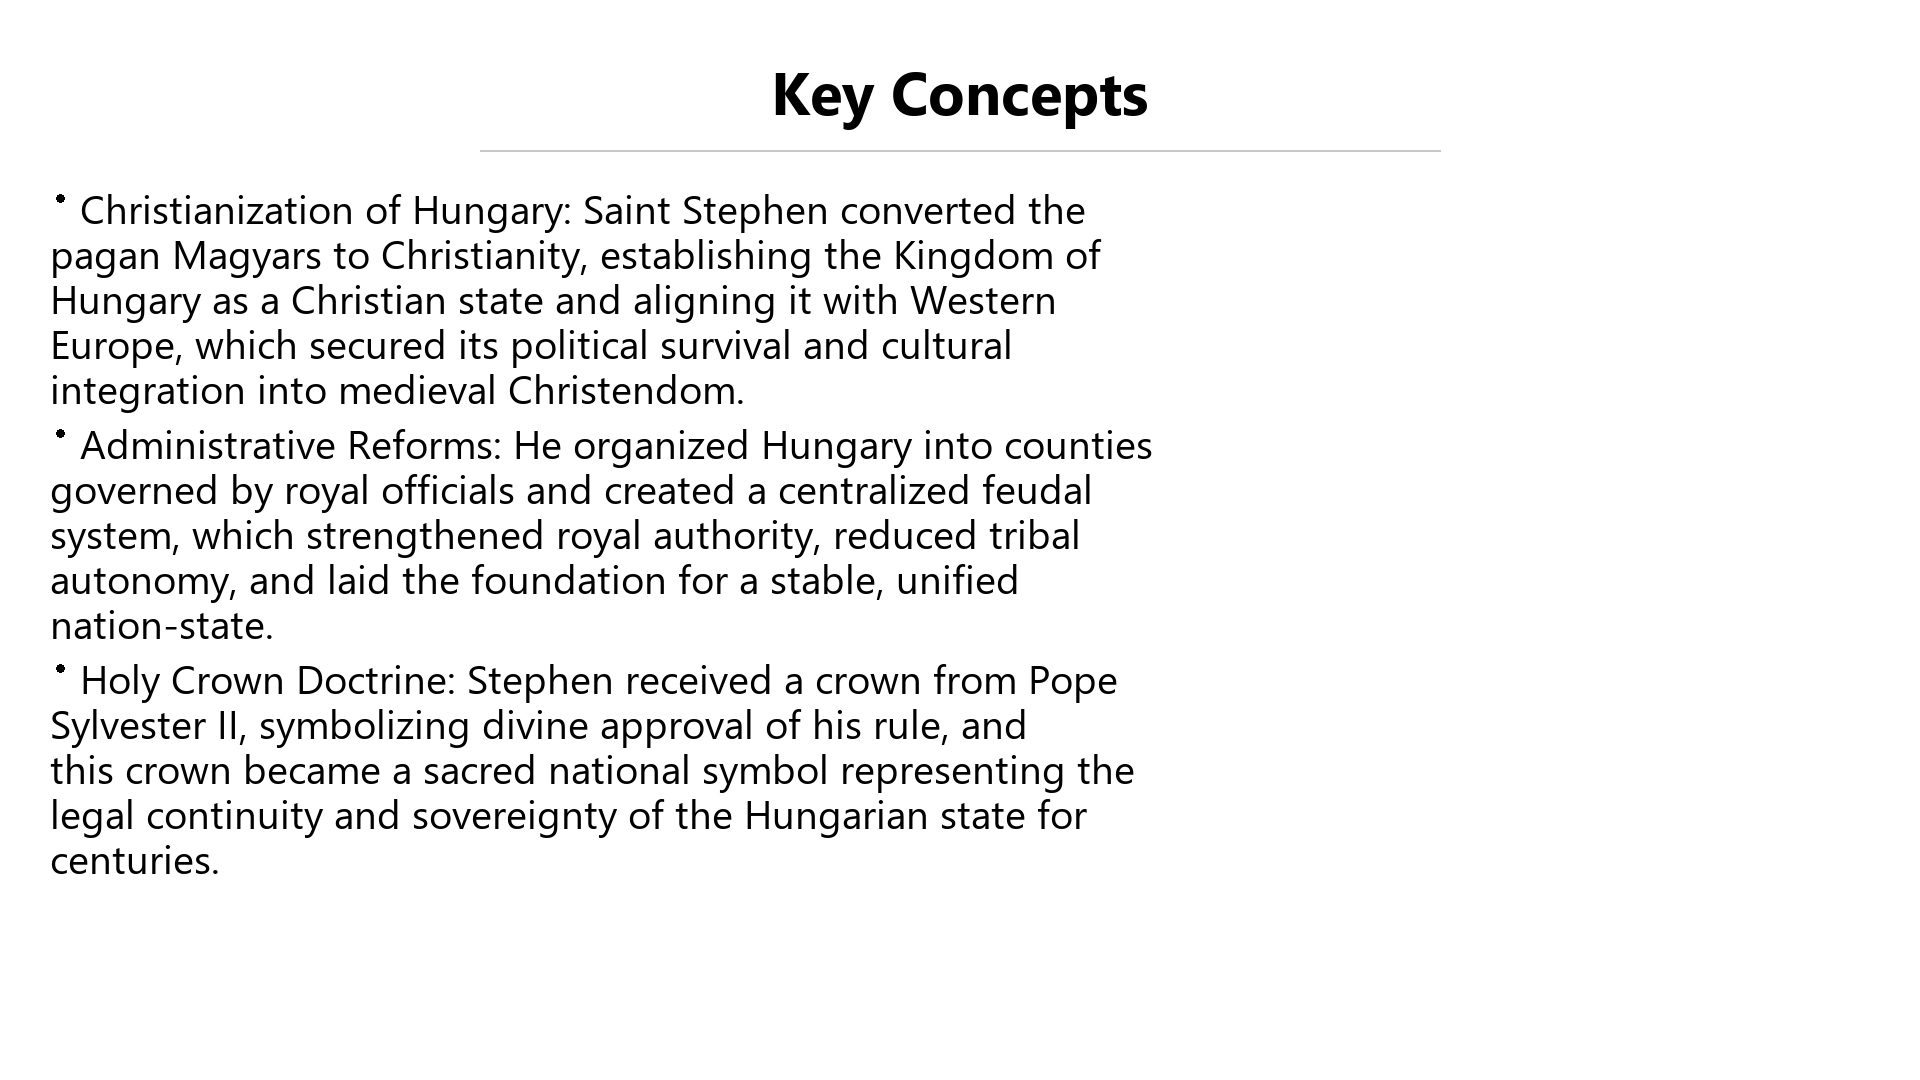 Key Concepts
• Christianization of Hungary: Saint Stephen converted the
pagan Magyars to Christianity, establishing the Kingdom of
Hungary as a Christian state and aligning it with Western
Europe, which secured its political survival and cultural
integration into medieval Christendom.
• Administrative Reforms: He organized Hungary into counties
governed by royal officials and created a centralized feudal
system, which strengthened royal authority, reduced tribal
autonomy, and laid the foundation for a stable, unified
nation-state.
• Holy Crown Doctrine: Stephen received a crown from Pope
Sylvester II, symbolizing divine approval of his rule, and
this crown became a sacred national symbol representing the
legal continuity and sovereignty of the Hungarian state for
centuries.